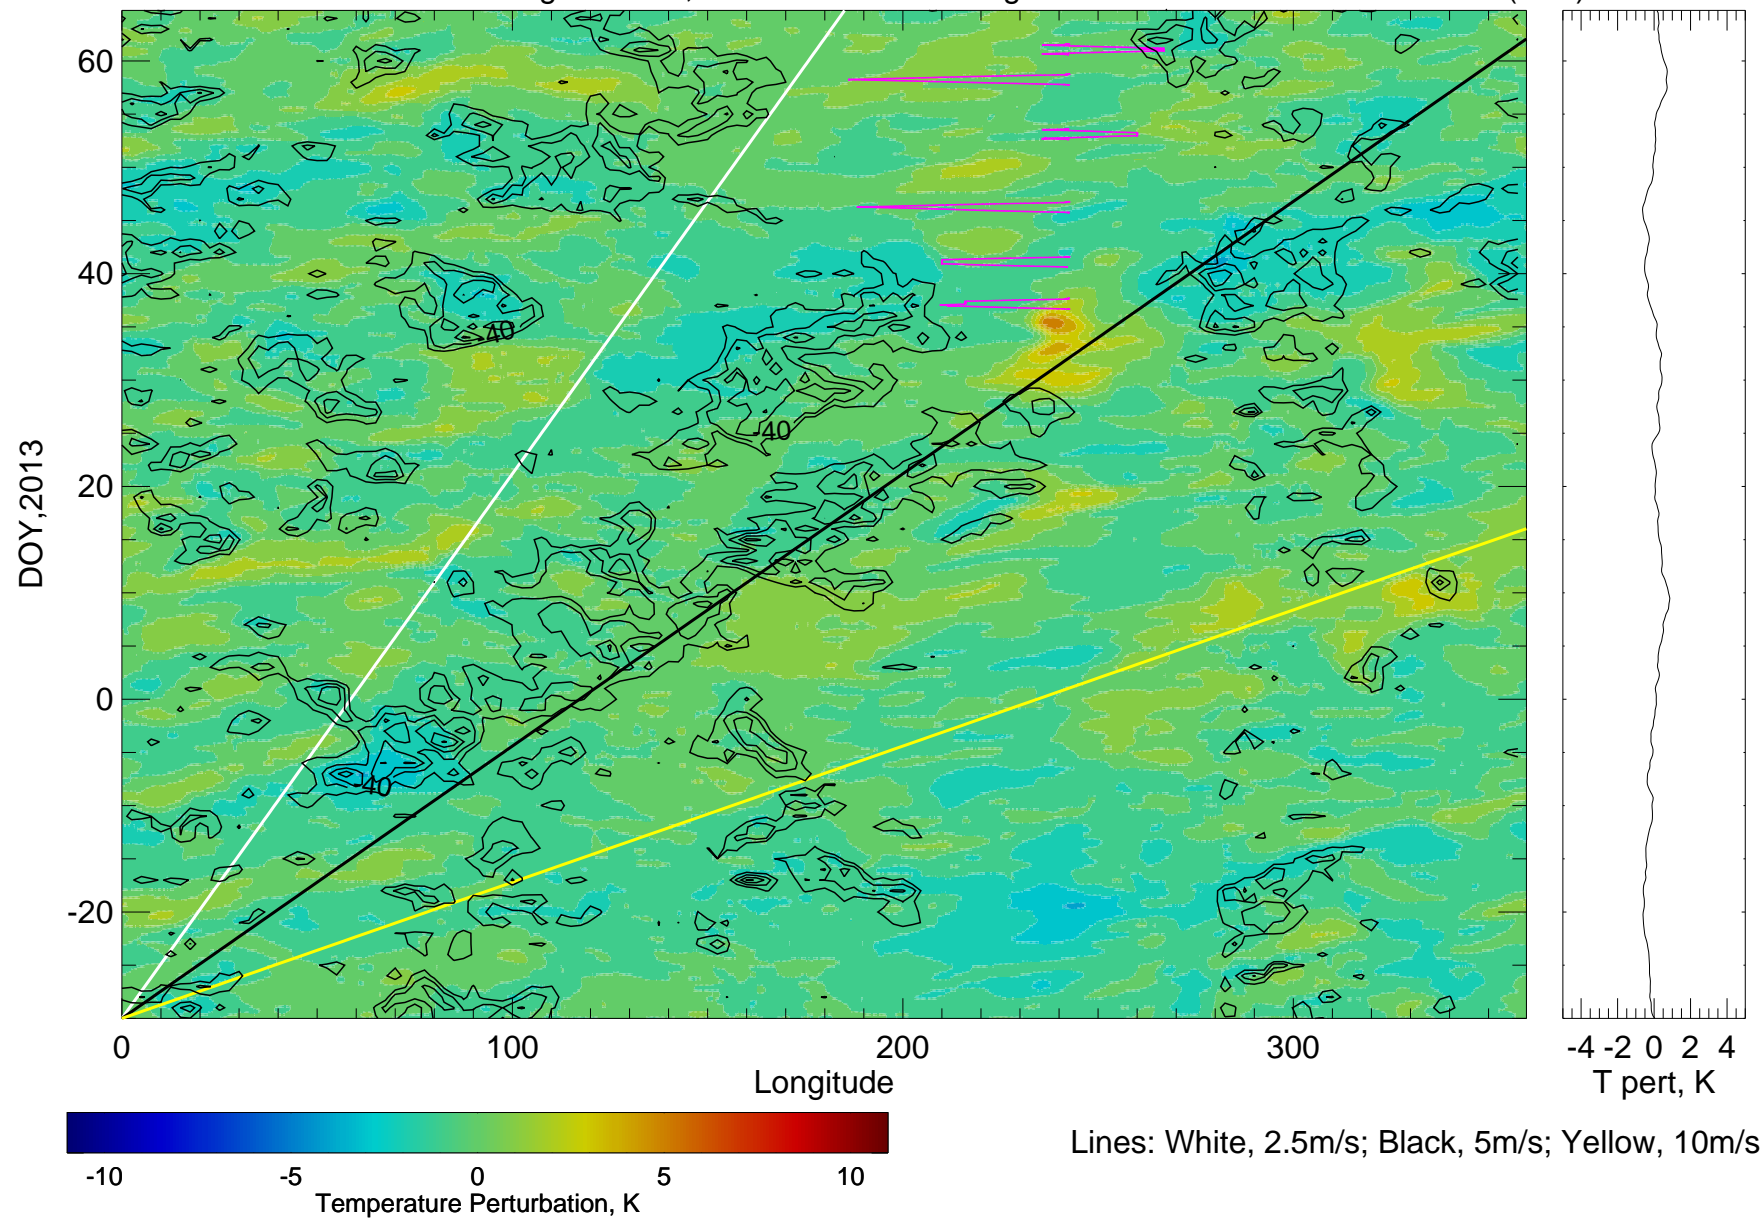 60
40
20
0
-20
DOY,2013
-40
-40
-40
0 100 200 300
Longitude
-4 -2 0 2 4
T pert, K
-10 -5 0 5 10
Temperature Perturbation, K
Lines: White, 2.5m/s; Black, 5m/s; Yellow, 10m/s